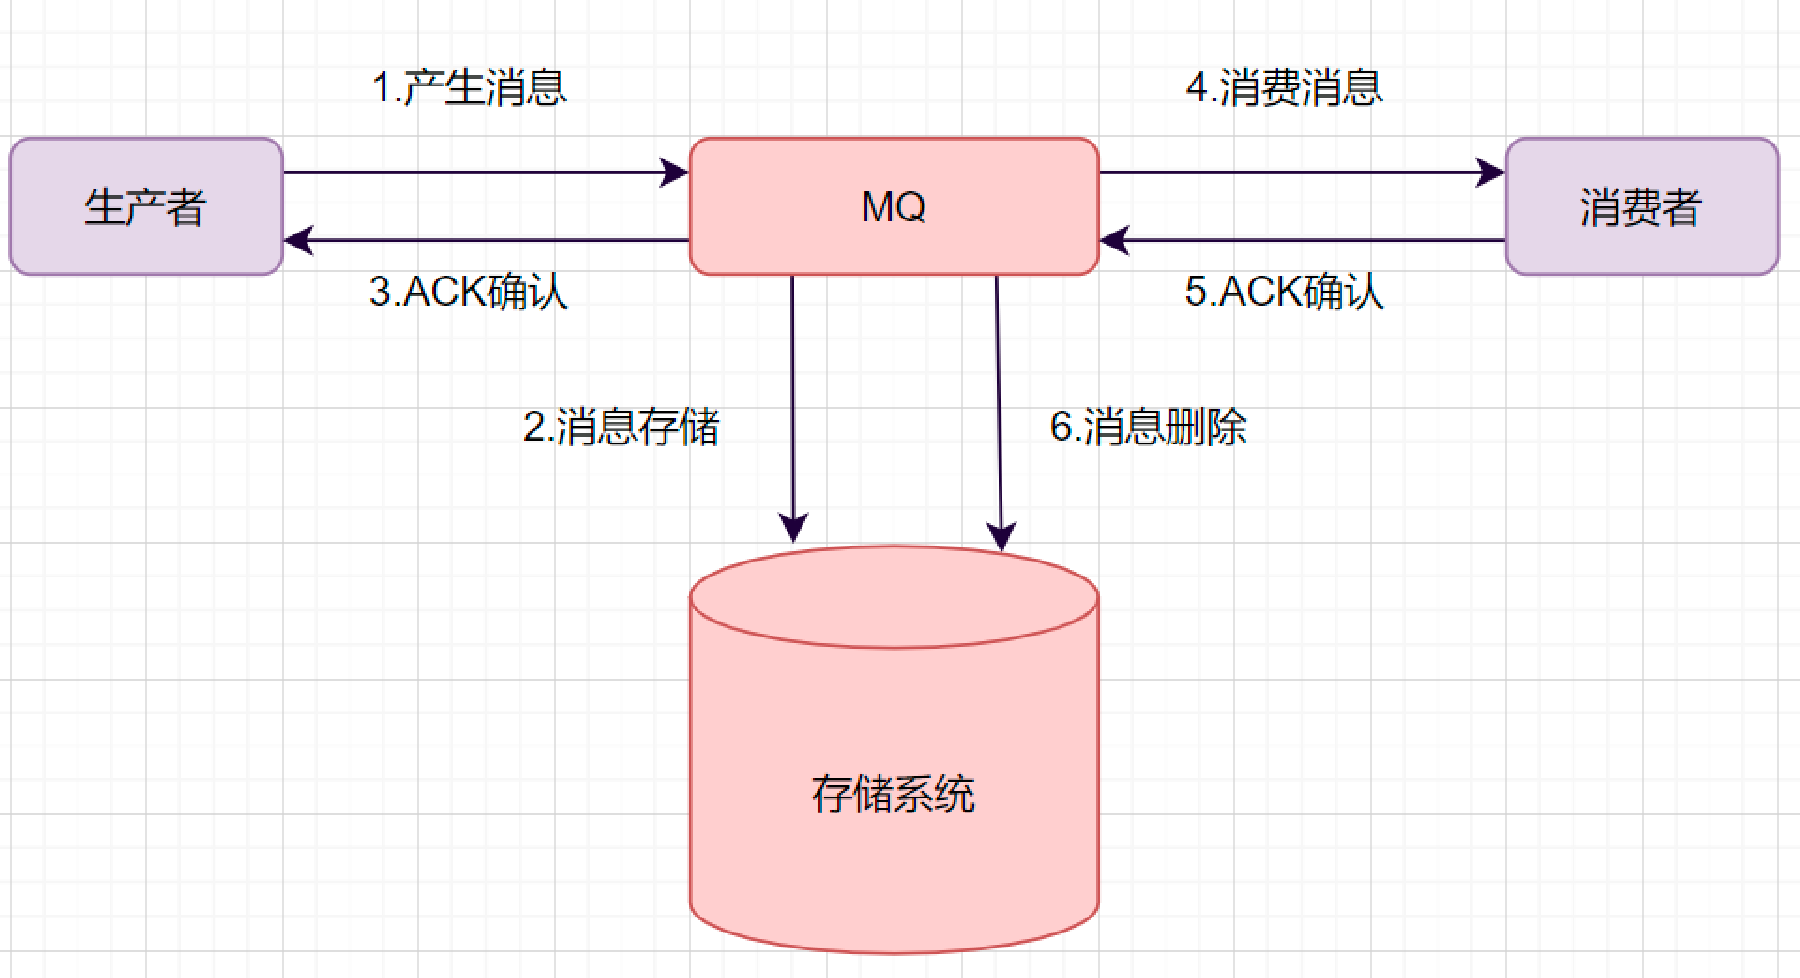 1.产生消息
4.消费消息
生产者
MQ
消费者
3.ACK确认
5.ACK确认
2.消息存储
6.消息删除
存储系统